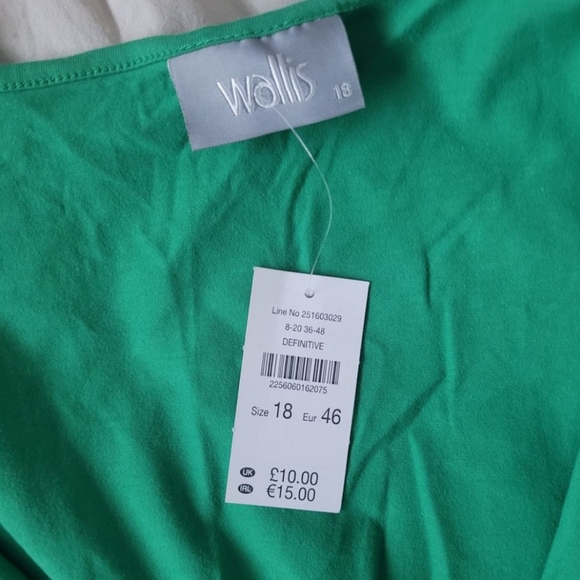 wallis
18
Line No 251603029
8-20 36-48
DEFINITIVE
2256060162075
Size 18 Eur 46
UK £10.00
IRL €15.00